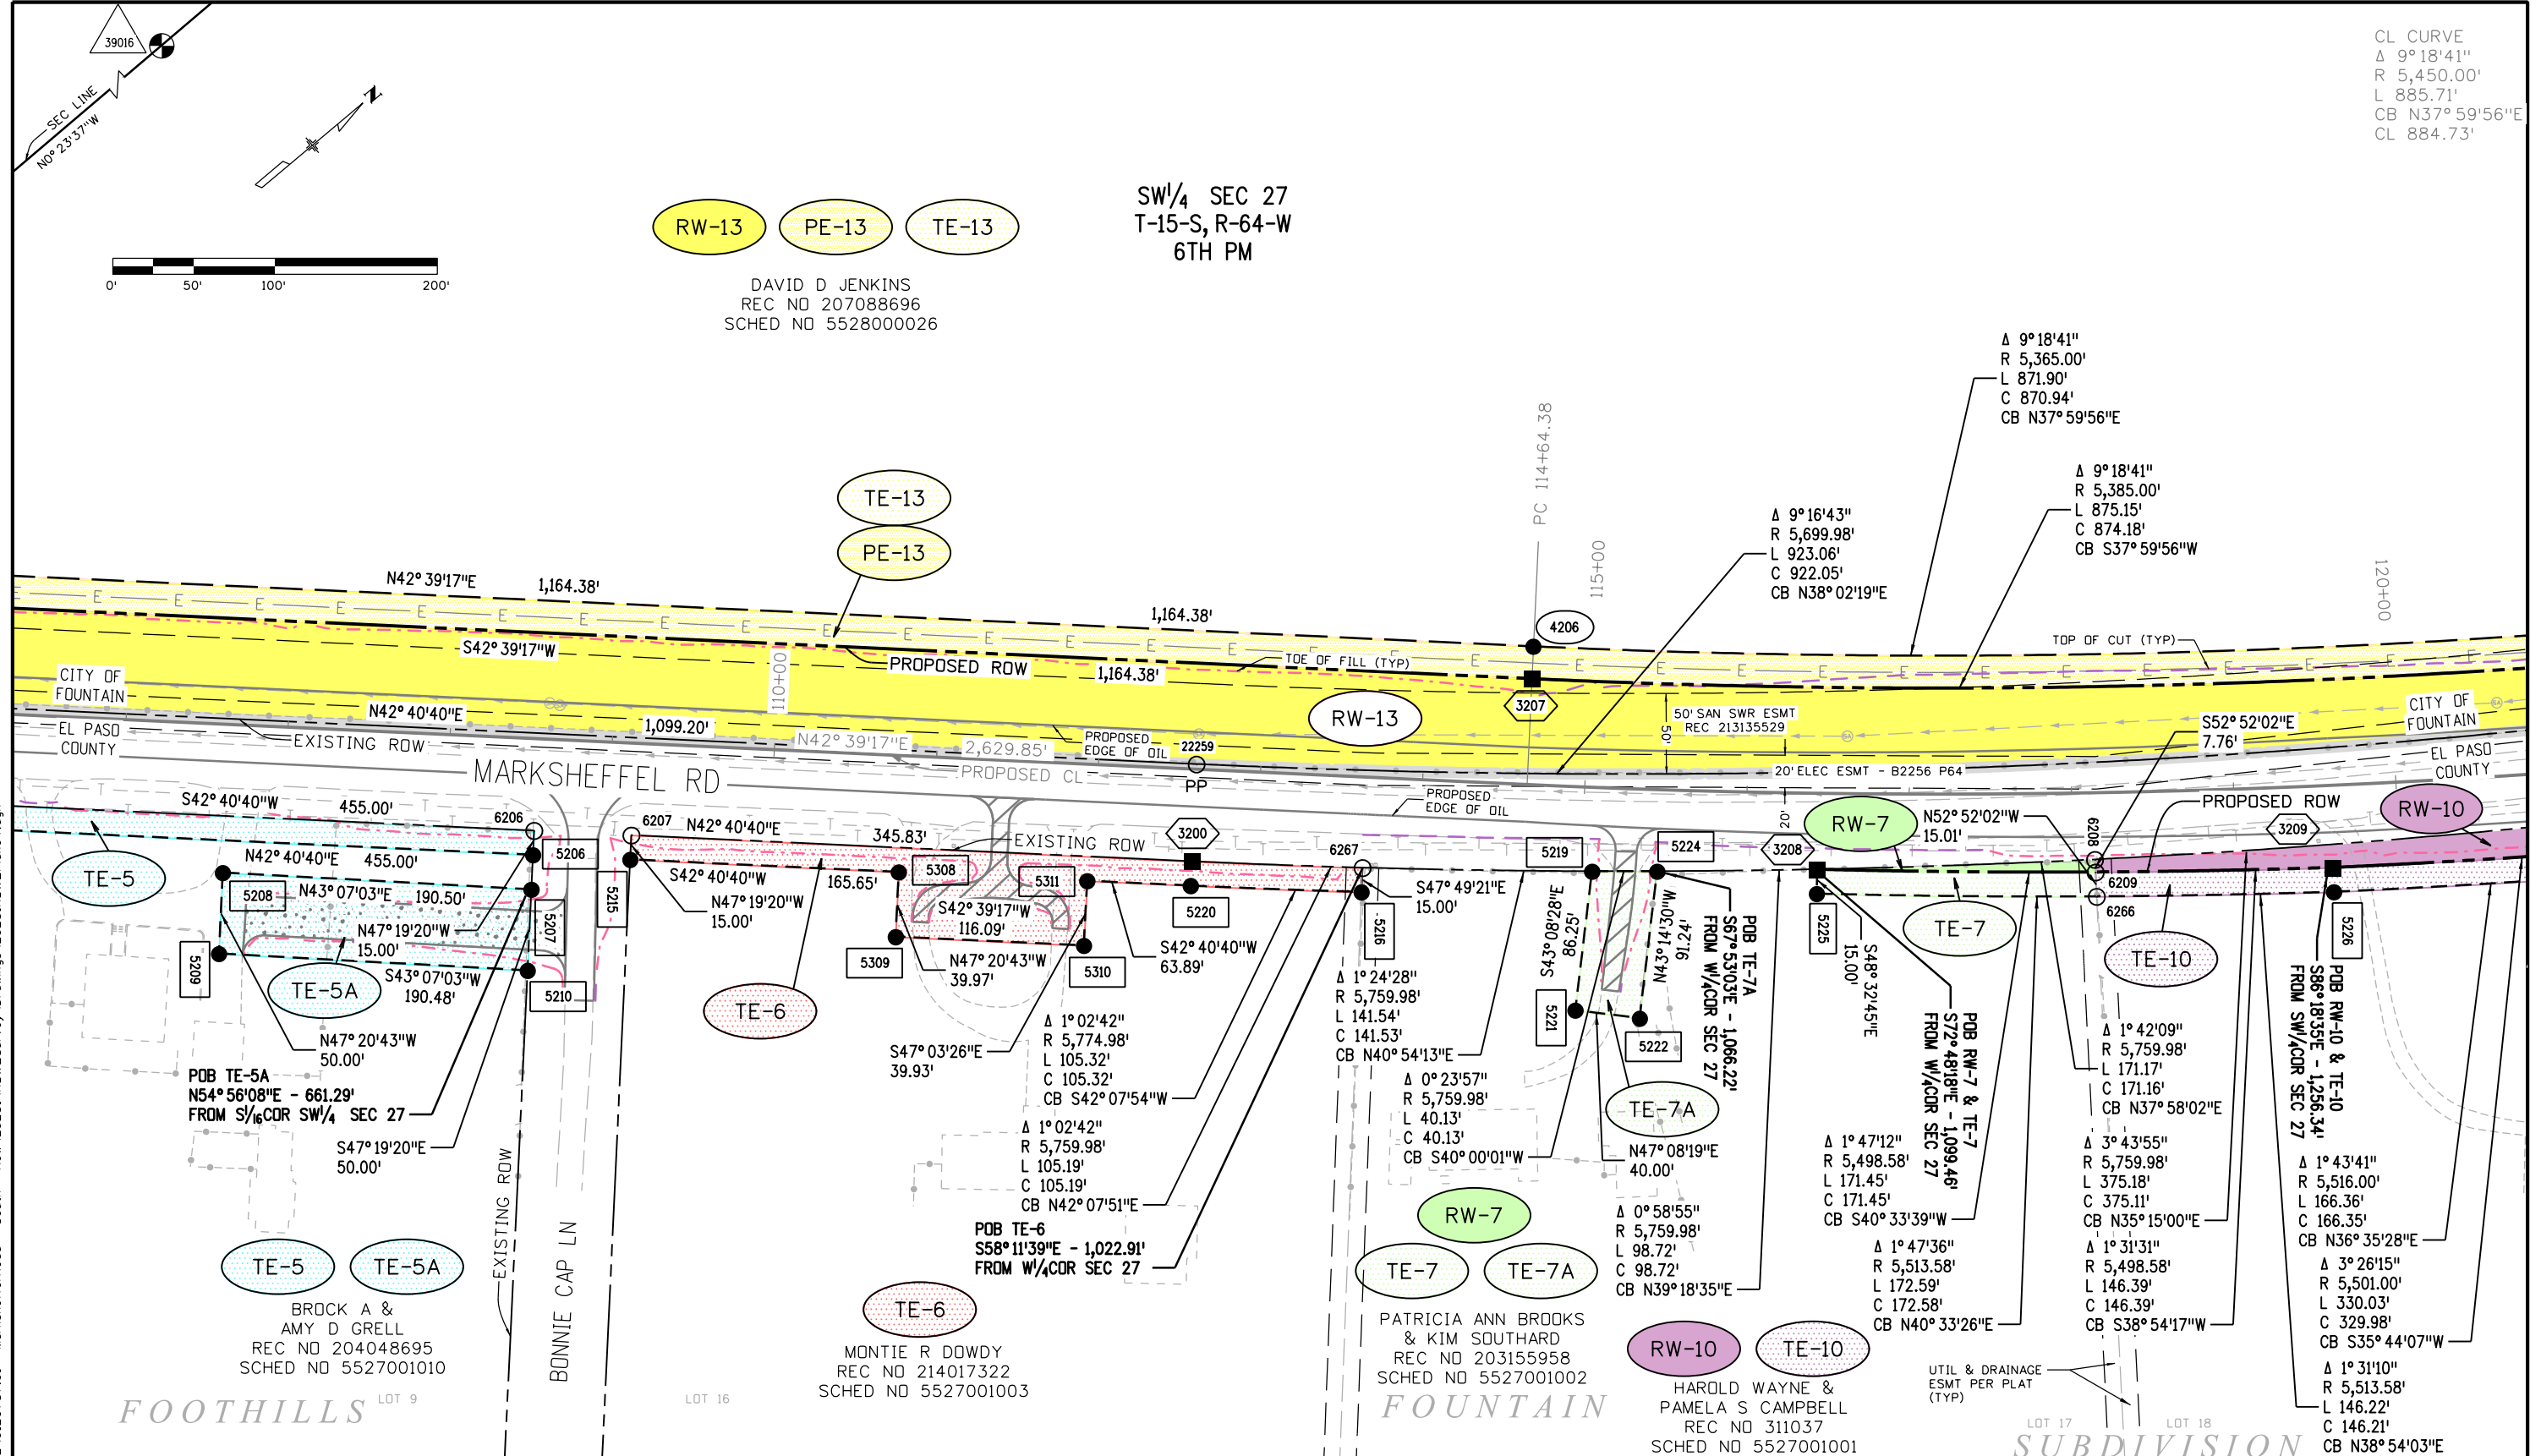 39016
SEC LINE
N0°23'37"W
N
0'
50'
100'
200'
RW-13
PE-13
TE-13
DAVID D JENKINS
REC NO 207088696
SCHED NO 5528000026
SW1/4 SEC 27
T-15-S, R-64-W
6TH PM
CL CURVE
Δ 9°18'41"
R 5,450.00'
L 885.71'
CB N37°59'56"E
CL 884.73'
Δ 9°18'41"
R 5,365.00'
L 871.90'
C 870.94'
CB N37°59'56"E
Δ 9°18'41"
R 5,385.00'
L 875.15'
C 874.18'
CB S37°59'56"W
Δ 9°16'43"
R 5,699.98'
L 923.06'
C 922.05'
CB N38°02'19"E
PC 114+64.38
115+00
120+00
110+00
TE-13
PE-13
N42°39'17"E
1,164.38'
1,164.38'
E E E E E E E E E E E E E E E E E E E E E E E E E E E E E E E
4206
S42°39'17"W
PROPOSED ROW
TOE OF FILL (TYP)
1,164.38'
TOP OF CUT (TYP)
3207
RW-13
CITY OF
FOUNTAIN
N42°40'40"E
1,099.20'
EL PASO
COUNTY
EXISTING ROW
PROPOSED
EDGE OF OIL
N42°39'17"E
2,629.85'
22259
PP
PROPOSED CL
MARKSHEFFEL RD
50' SAN SWR ESMT
REC 213135529
50'
20' ELEC ESMT - B2256 P64
20'
S52°52'02"E
7.76'
CITY OF
FOUNTAIN
EL PASO
COUNTY
PROPOSED
EDGE OF OIL
S42°40'40"W
455.00'
6206
6207
N42°40'40"E
345.83'
EXISTING ROW
3200
6267
5219
5224
3208
RW-7
N52°52'02"W
15.01'
PROPOSED ROW
6208
3209
RW-10
TE-5
N42°40'40"E
455.00'
5206
5208
N43°07'03"E
190.50'
5207
5209
N47°19'20"W
15.00'
TE-5A
S43°07'03"W
190.48'
5210
5215
S42°40'40"W
165.65'
N47°19'20"W
15.00'
5308
5311
S42°39'17"W
116.09'
5309
N47°20'43"W
39.97'
5310
5220
S42°40'40"W
63.89'
TE-6
S47°49'21"E
15.00'
5216
S43°08'28"E
86.25'
N43°14'30"W
91.24'
5221
5222
POB TE-7A
S67°53'03"E - 1,066.22'
FROM W1/4COR SEC 27
5225
S48°32'45"E
15.00'
TE-7
6209
6266
TE-10
5226
POB RW-7 & TE-7
S72°48'18"E - 1,099.46'
FROM W1/4COR SEC 27
POB RW-10 & TE-10
S86°18'35"E - 1,256.34'
FROM SW1/4COR SEC 27
N47°20'43"W
50.00'
POB TE-5A
N54°56'08"E - 661.29'
FROM S1/16COR SW1/4 SEC 27
S47°19'20"E
50.00'
S47°03'26"E
39.93'
Δ 1°02'42"
R 5,774.98'
L 105.32'
C 105.32'
CB S42°07'54"W
Δ 1°02'42"
R 5,759.98'
L 105.19'
C 105.19'
CB N42°07'51"E
POB TE-6
S58°11'39"E - 1,022.91'
FROM W1/4COR SEC 27
Δ 1°24'28"
R 5,759.98'
L 141.54'
C 141.53'
CB N40°54'13"E
Δ 0°23'57"
R 5,759.98'
L 40.13'
C 40.13'
CB S40°00'01"W
TE-7A
N47°08'19"E
40.00'
Δ 0°58'55"
R 5,759.98'
L 98.72'
C 98.72'
CB N39°18'35"E
Δ 1°47'12"
R 5,498.58'
L 171.45'
C 171.45'
CB S40°33'39"W
Δ 1°47'36"
R 5,513.58'
L 172.59'
C 172.58'
CB N40°33'26"E
Δ 1°42'09"
R 5,759.98'
L 171.17'
C 171.16'
CB N37°58'02"E
Δ 3°43'55"
R 5,759.98'
L 375.18'
C 375.11'
CB N35°15'00"E
Δ 1°31'31"
R 5,498.58'
L 146.39'
C 146.39'
CB S38°54'17"W
Δ 1°43'41"
R 5,516.00'
L 166.36'
C 166.35'
CB N36°35'28"E
Δ 3°26'15"
R 5,501.00'
L 330.03'
C 329.98'
CB S35°44'07"W
Δ 1°31'10"
R 5,513.58'
L 146.22'
C 146.21'
CB N38°54'03"E
TE-5
TE-5A
BROCK A &
AMY D GRELL
REC NO 204048695
SCHED NO 5527001010
EXISTING ROW
BONNIE CAP LN
TE-6
MONTIE R DOWDY
REC NO 214017322
SCHED NO 5527001003
RW-7
TE-7
TE-7A
PATRICIA ANN BROOKS
& KIM SOUTHARD
REC NO 203155958
SCHED NO 5527001002
RW-10
TE-10
HAROLD WAYNE &
PAMELA S CAMPBELL
REC NO 311037
SCHED NO 5527001001
UTIL & DRAINAGE
ESMT PER PLAT
(TYP)
FOOTHILLS
LOT 9
LOT 16
FOUNTAIN
LOT 17
LOT 18
SUBDIVISION